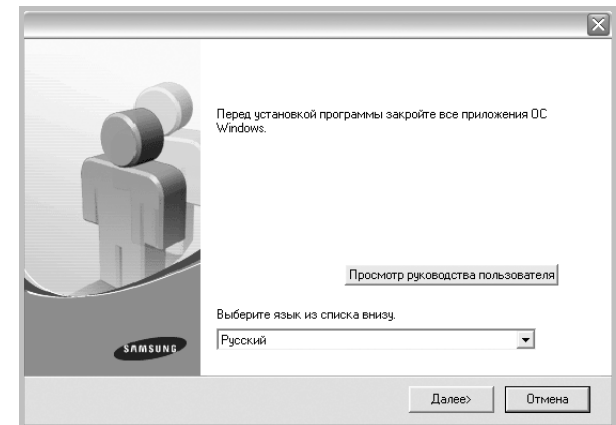 Перед установкой программы закройте все приложения ОС
Windows.
Просмотр руководства пользователя
Выберите язык из списка внизу.
Русский
SAMSUNG
Далее>
Отмена